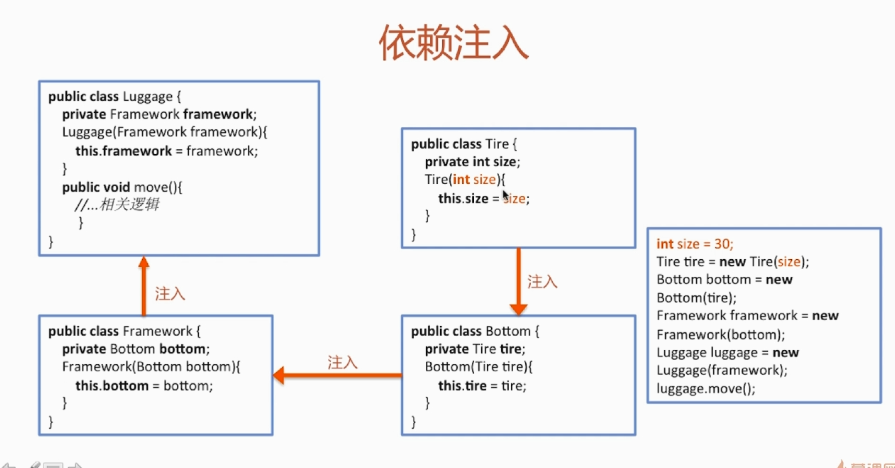 依赖注入
public class Luggage {
private Framework framework;
Luggage(Framework framework){
this.framework = framework;
}
public void move(){
//...相关逻辑
}
}
注入
public class Framework {
private Bottom bottom;
Framework(Bottom bottom){
this.bottom = bottom;
}
}
注入
public class Tire {
private int size;
Tire(int size){
this.size = size;
}
}
注入
public class Bottom {
private Tire tire;
Bottom(Tire tire){
this.tire = tire;
}
}
int size = 30;
Tire tire = new Tire(size);
Bottom bottom = new
Bottom(tire);
Framework framework = new
Framework(bottom);
Luggage luggage = new
Luggage(framework);
luggage.move();